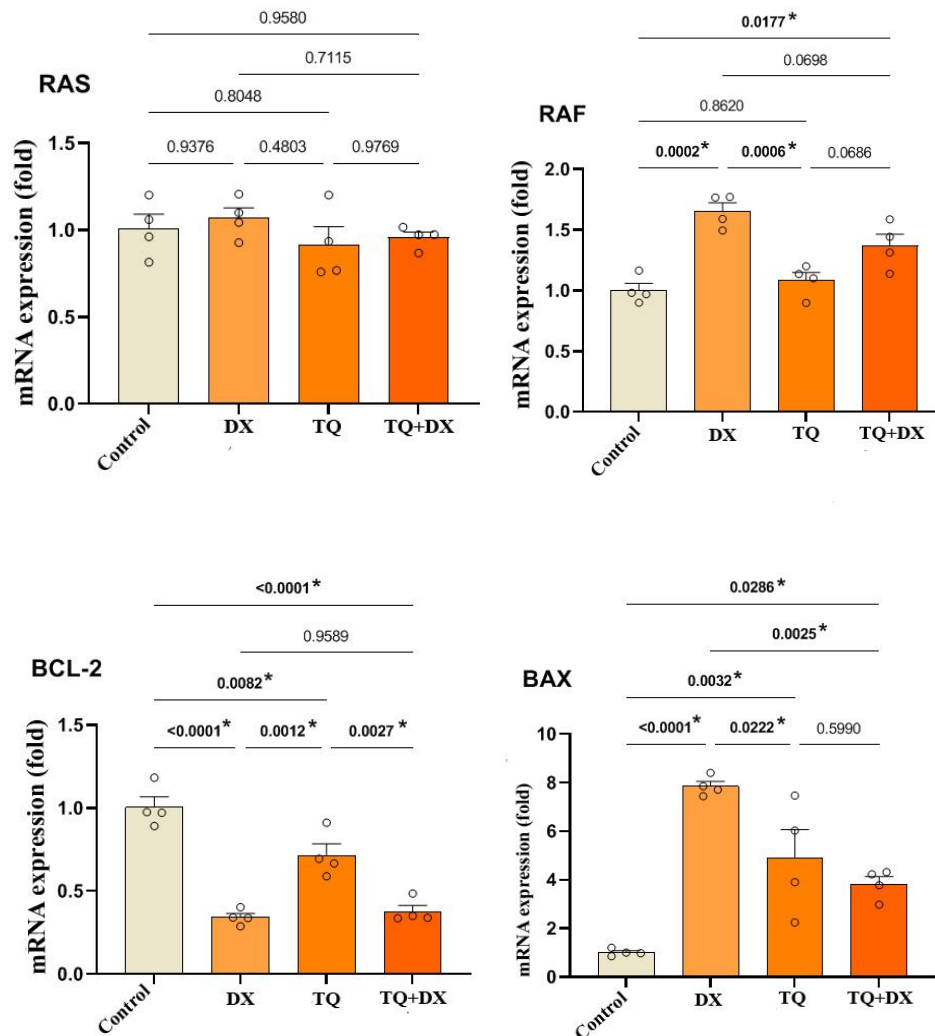 RAS
0.9580
0.7115
0.8048
0.9376 0.4803 0.9769
mRNA expression (fold)
1.5
1.0
0.5
0.0
Control DX TQ TQ+DX
RAF
0.0177*
0.0698
0.8620
0.0002* 0.0006* 0.0686
mRNA expression (fold)
2.0
1.5
1.0
0.5
0.0
Control DX TQ TQ+DX
BCL-2
<0.0001*
0.9589
0.0082*
<0.0001* 0.0012* 0.0027*
mRNA expression (fold)
1.5
1.0
0.5
0.0
Control DX TQ TQ+DX
BAX
0.0286*
0.0025*
0.0032*
<0.0001* 0.0222* 0.5990
mRNA expression (fold)
10
8
6
4
2
0
Control DX TQ TQ+DX